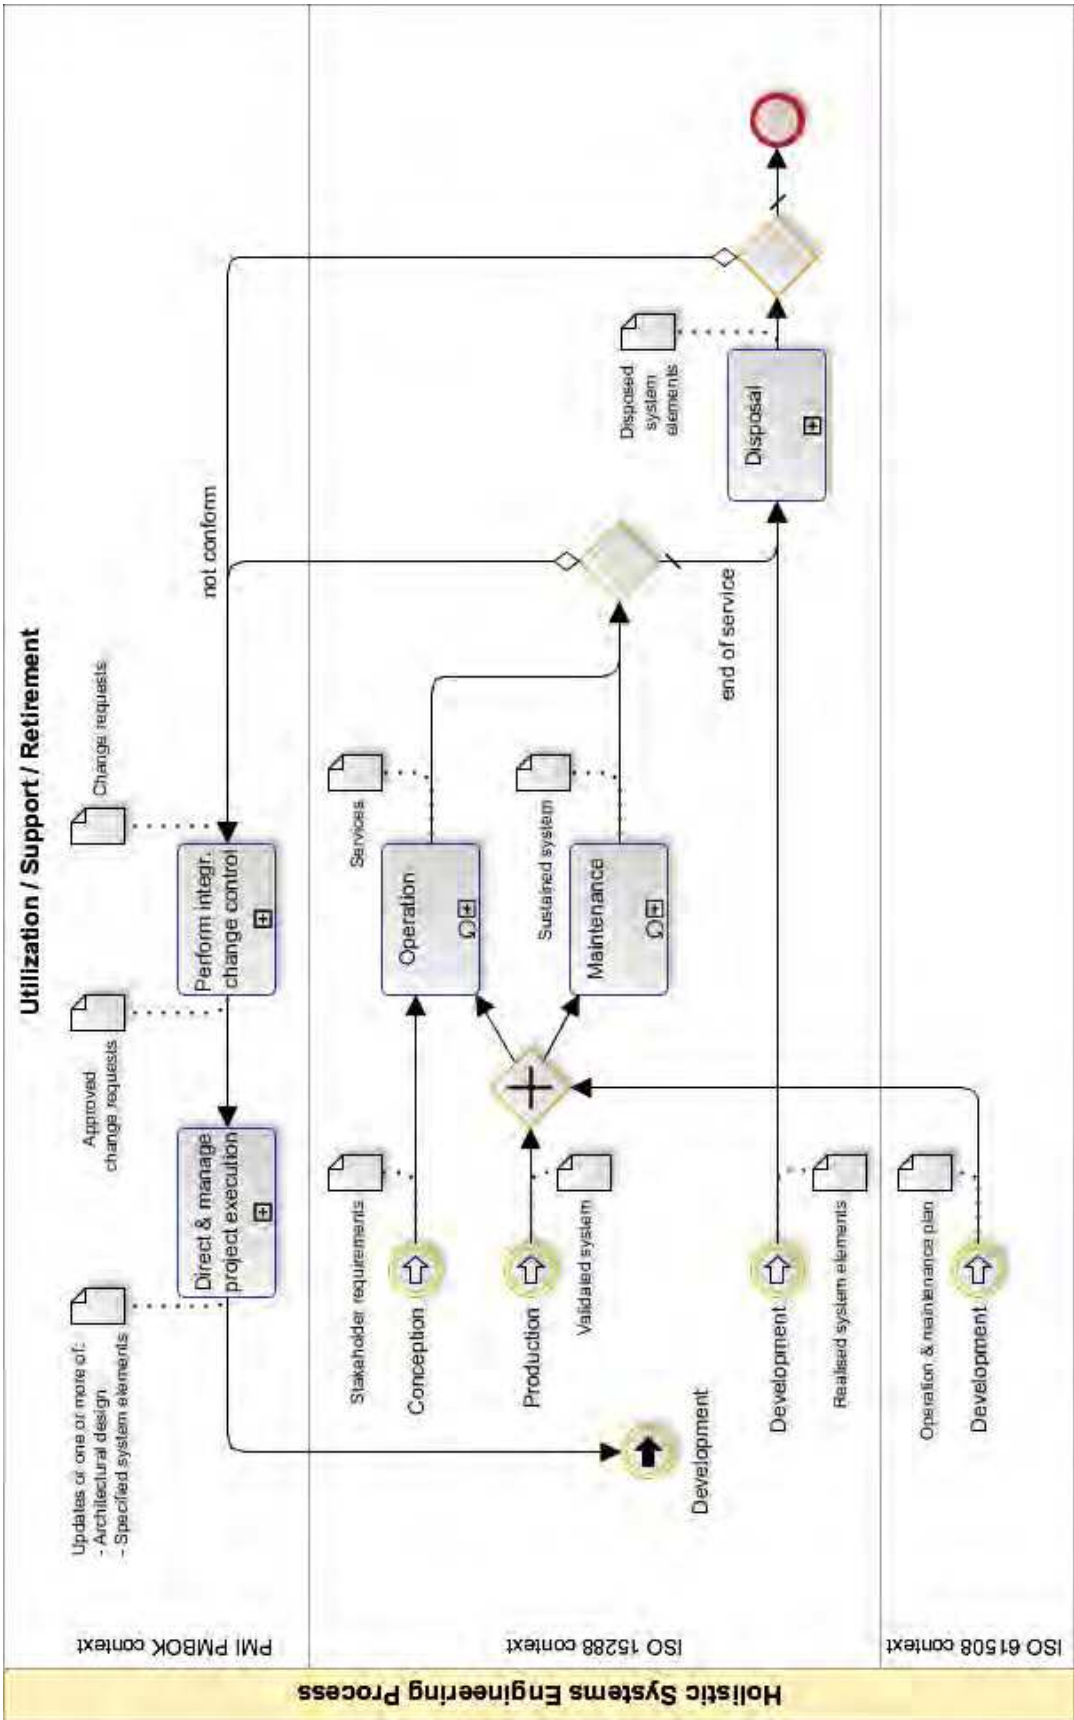 Utilization / Support / Retirement
Holistic Systems Engineering Process
PMI PMBOK context
Updates or one or more of:
- Architectural design
- Specified system elements
Direct & manage
project execution
Approved
change requests
Perform integr.
change control
Change requests
not conform
ISO 15288 context
Stakeholder requirements
Conception
Operation
Services
Production
Validated system
Maintenance
Sustained system
Development
end of service
Disposed
system
elements
Disposal
Development
Realised system elements
ISO 61508 context
Operation & maintenance plan
Development